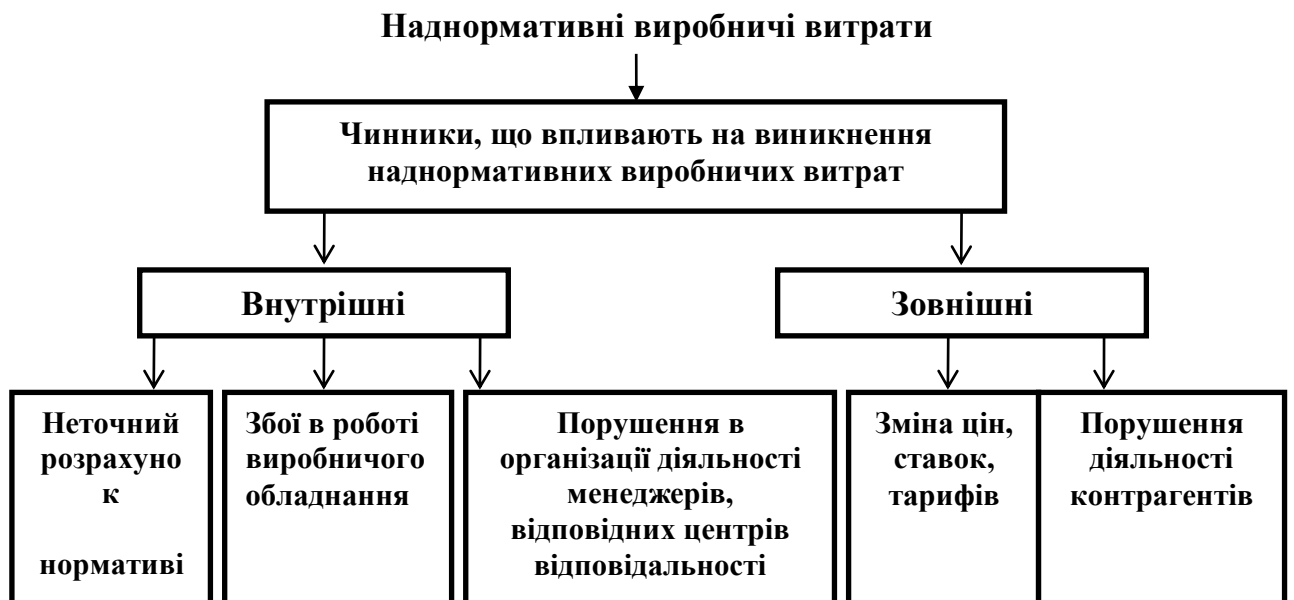 Наднормативні виробничі витрати
Чинники, що впливають на виникнення
наднормативних виробничих витрат
Внутрішні
Зовнішні
Неточний
розрахуно
к
нормативі
Збої в роботі
виробничого
обладнання
Порушення в
організації діяльності
менеджерів,
відповідних центрів
відповідальності
Зміна цін,
ставок,
тарифів
Порушення
діяльності
контрагентів